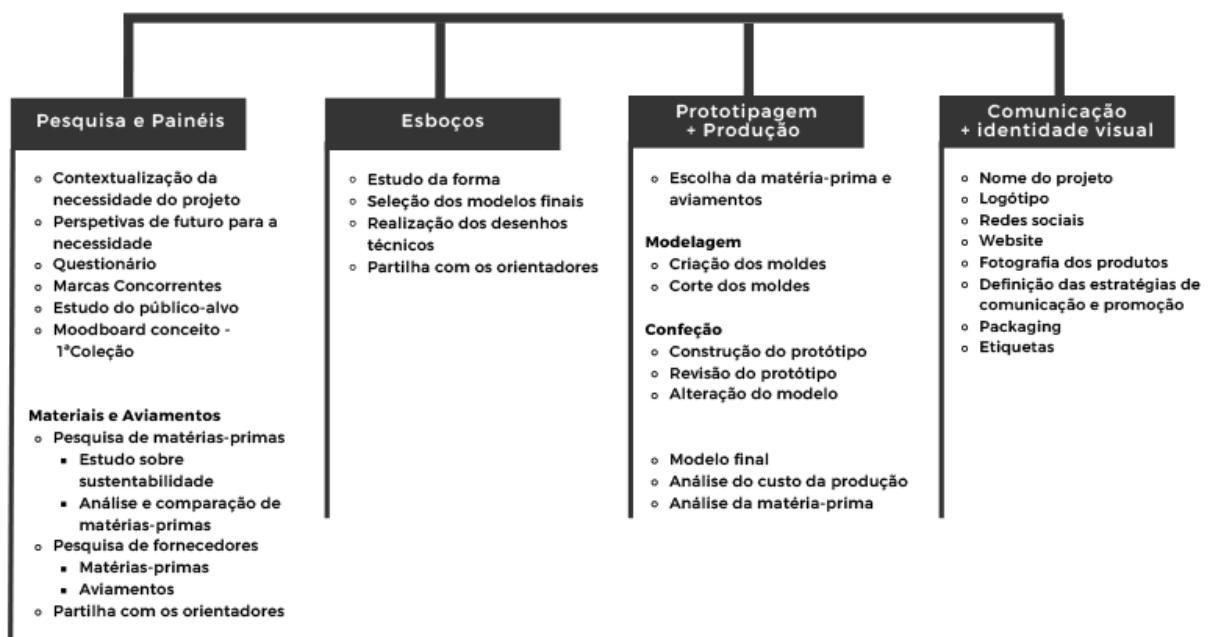 Pesquisa e Painéis
Contextualização da
necessidade do projeto
Perspetivas de futuro para a
necessidade
Questionário
Marcas Concorrentes
Estudo do público-alvo
Moodboard conceito -
1ªColeção
Materiais e Aviamentos
Pesquisa de matérias-primas
Estudo sobre
sustentabilidade
Análise e comparação de
matérias-primas
Pesquisa de fornecedores
Matérias-primas
Aviamentos
Partilha com os orientadores
Esboços
Estudo da forma
Seleção dos modelos finais
Realização dos desenhos
técnicos
Partilha com os orientadores
Prototipagem
+ Produção
Escolha da matéria-prima e
aviamentos
Modelagem
Criação dos moldes
Corte dos moldes
Confeção
Construção do protótipo
Revisão do protótipo
Alteração do modelo
Modelo final
Análise do custo da produção
Análise da matéria-prima
Comunicação
+ identidade visual
Nome do projeto
Logótipo
Redes sociais
Website
Fotografia dos produtos
Definição das estratégias de
comunicação e promoção
Packaging
Etiquetas